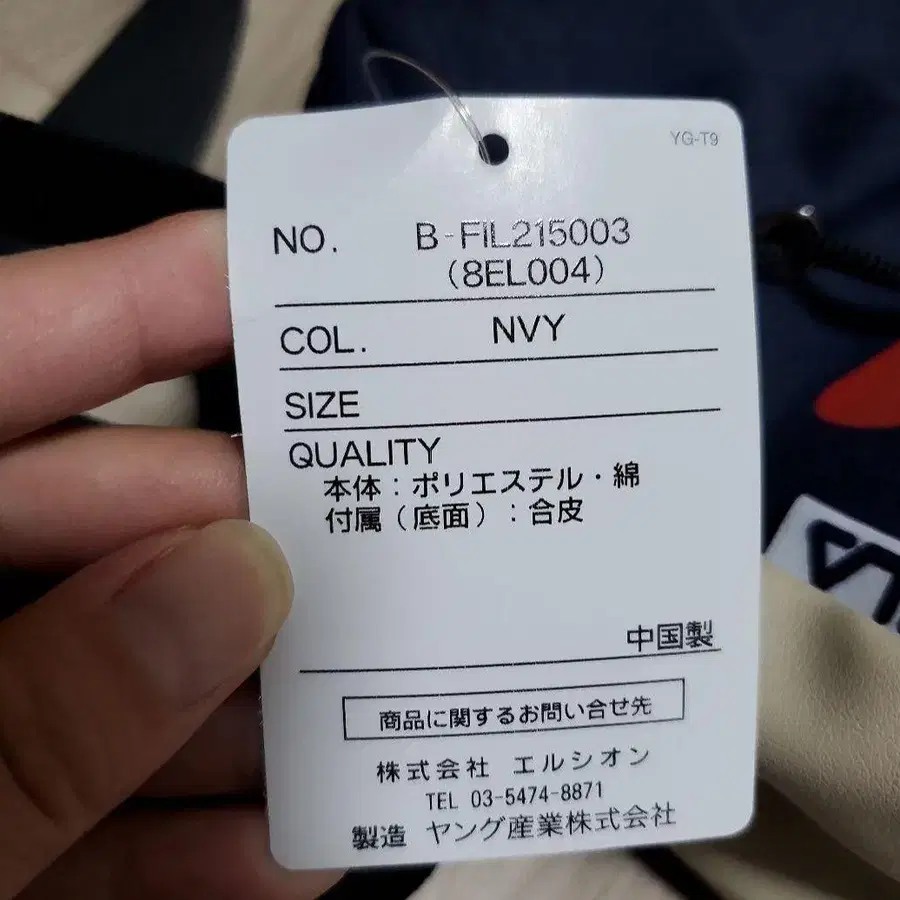 YG-T9
NO. B-FIL215003
(8EL004)
COL. NVY
SIZE
QUALITY
本体：ポリエステル・綿
付属（底面）：合皮
中国製
商品に関するお問い合せ先
株式会社 エルシオン
TEL 03-5474-8871
製造 ヤング産業株式会社